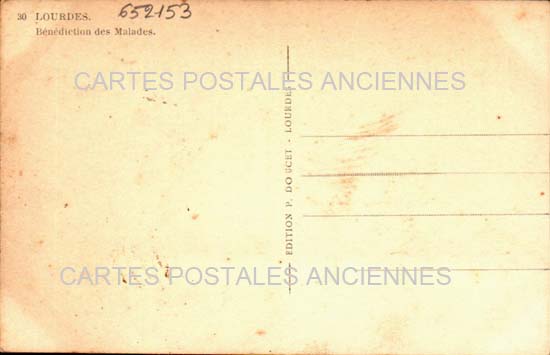 652153
30 LOURDES.
Bénédiction des Malades.
CARTES POSTALES ANCIENNES
EDITION P. DOUCET - LOURDES
CARTES POSTALES ANCIENNES